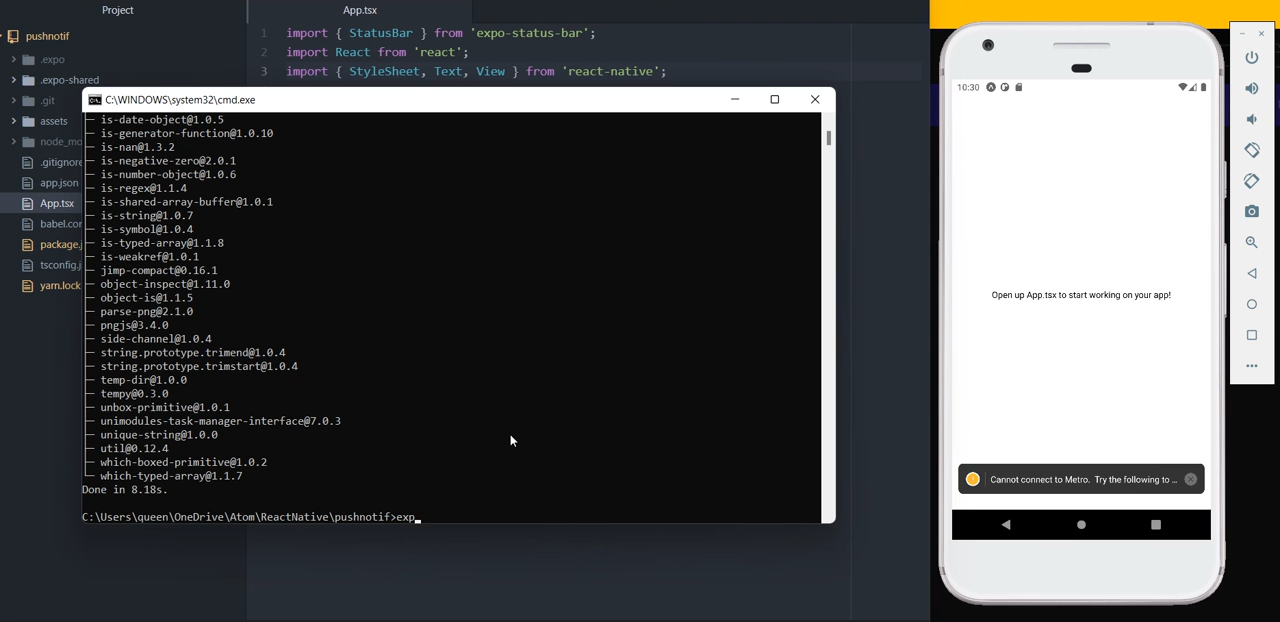 Project
App.tsx
pushnotif
.expo
.expo-shared
.git
assets
node_mo
.gitignore
app.json
App.tsx
babel.con
package.j
tsconfig.j
yarn.lock
1 import { StatusBar } from 'expo-status-bar';
2 import React from 'react';
3 import { StyleSheet, Text, View } from 'react-native';
C:\WINDOWS\system32\cmd.exe
├─ is-date-object@1.0.5
├─ is-generator-function@1.0.10
├─ is-nan@1.3.2
├─ is-negative-zero@2.0.1
├─ is-number-object@1.0.6
├─ is-regex@1.1.4
├─ is-shared-array-buffer@1.0.1
├─ is-string@1.0.7
├─ is-symbol@1.0.4
├─ is-typed-array@1.1.8
├─ is-weakref@1.0.1
├─ jimp-compact@0.16.1
├─ object-inspect@1.11.0
├─ object-is@1.1.5
├─ parse-png@2.1.0
├─ pngjs@3.4.0
├─ side-channel@1.0.4
├─ string.prototype.trimend@1.0.4
├─ string.prototype.trimstart@1.0.4
├─ temp-dir@1.0.0
├─ tempy@0.3.0
├─ unbox-primitive@1.0.1
├─ unimodules-task-manager-interface@7.0.3
├─ unique-string@1.0.0
├─ util@0.12.4
├─ which-boxed-primitive@1.0.2
└─ which-typed-array@1.1.7
Done in 8.18s.
C:\Users\queen\OneDrive\Atom\ReactNative\pushnotif>exp
10:30
Open up App.tsx to start working on your app!
Cannot connect to Metro. Try the following to ...